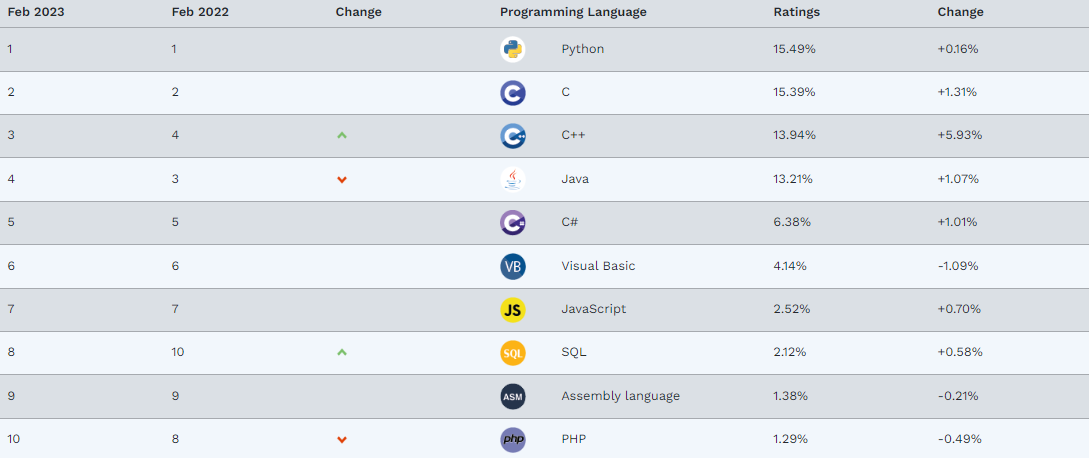 Feb 2023 Feb 2022 Change Programming Language Ratings Change
1 1 Python 15.49% +0.16%
2 2 C C 15.39% +1.31%
3 4 C++ C++ 13.94% +5.93%
4 3 Java Java 13.21% +1.07%
5 5 C# C# 6.38% +1.01%
6 6 VB Visual Basic 4.14% -1.09%
7 7 JS JavaScript 2.52% +0.70%
8 10 SQL SQL 2.12% +0.58%
9 9 ASM Assembly language 1.38% -0.21%
10 8 php PHP 1.29% -0.49%